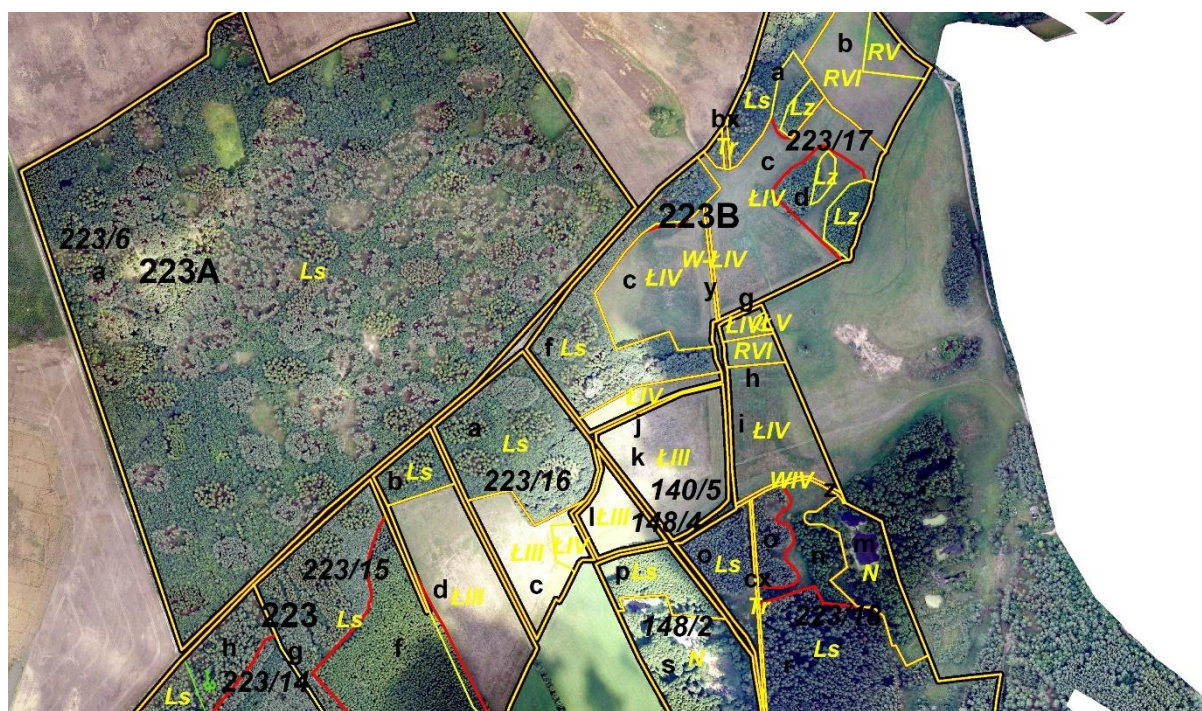 b
RV
a
RVI
Ls
Lz
bx
Tr
223/17
c
Lz
ŁIV
d
Lz
223B
223/6
a
223A
Ls
W-ŁIV
c
ŁIV
y
g
ŁIV
ŁV
f
Ls
RVI
h
ŁIV
j
i
ŁIV
a
Ls
k
ŁIII
b
Ls
223/16
140/5
WIV
z
l
ŁIII
148/4
ŁIII
ŁIV
o
m
n
223/15
o
Ls
p
Ls
cx
N
d
ŁIII
c
Tr
223
Ls
148/2
h
g
f
Ls
s
N
r
L
223/14
Ls